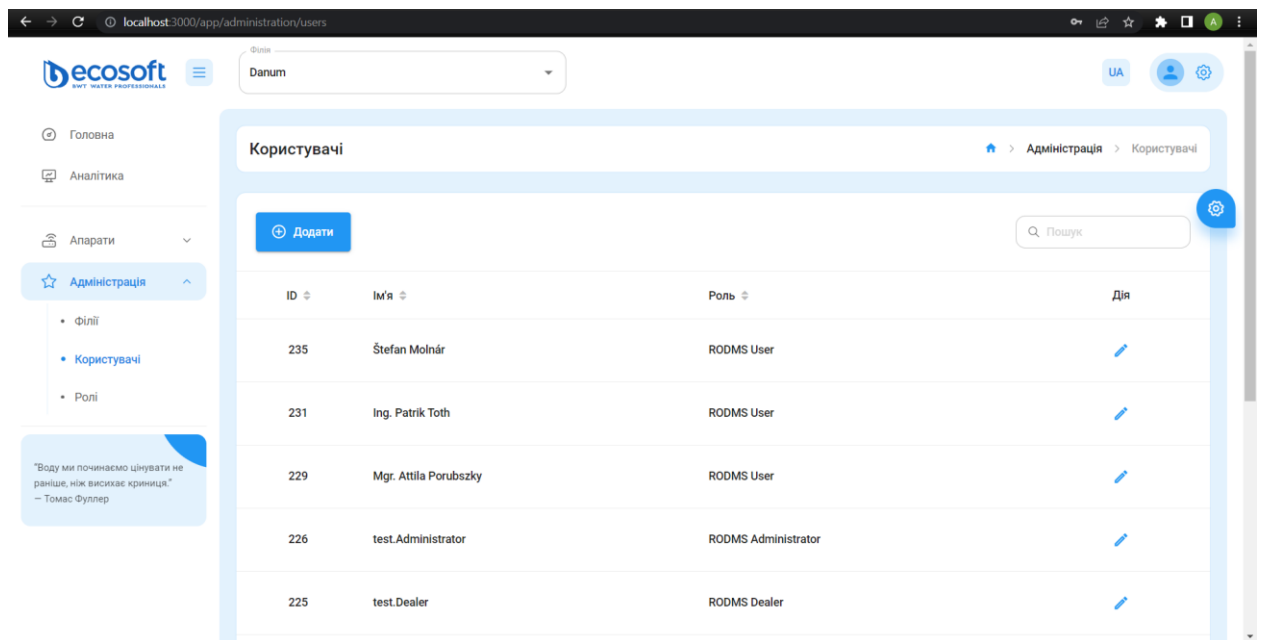 localhost:3000/app/administration/users
A
ecosoft
BWT WATER PROFESSIONALS
Філія
Danum
UA
Головна
Аналітика
Апарати
Адміністрація
Філії
Користувачі
Ролі
"Воду ми починаємо цінувати не
раніше, ніж висихає криниця."
— Томас Фуллер
Користувачі
Адміністрація > Користувачі
Додати
Пошук
ID Ім'я Роль Дія
235 Štefan Molnár RODMS User
231 Ing. Patrik Toth RODMS User
229 Mgr. Attila Porubszky RODMS User
226 test.Administrator RODMS Administrator
225 test.Dealer RODMS Dealer